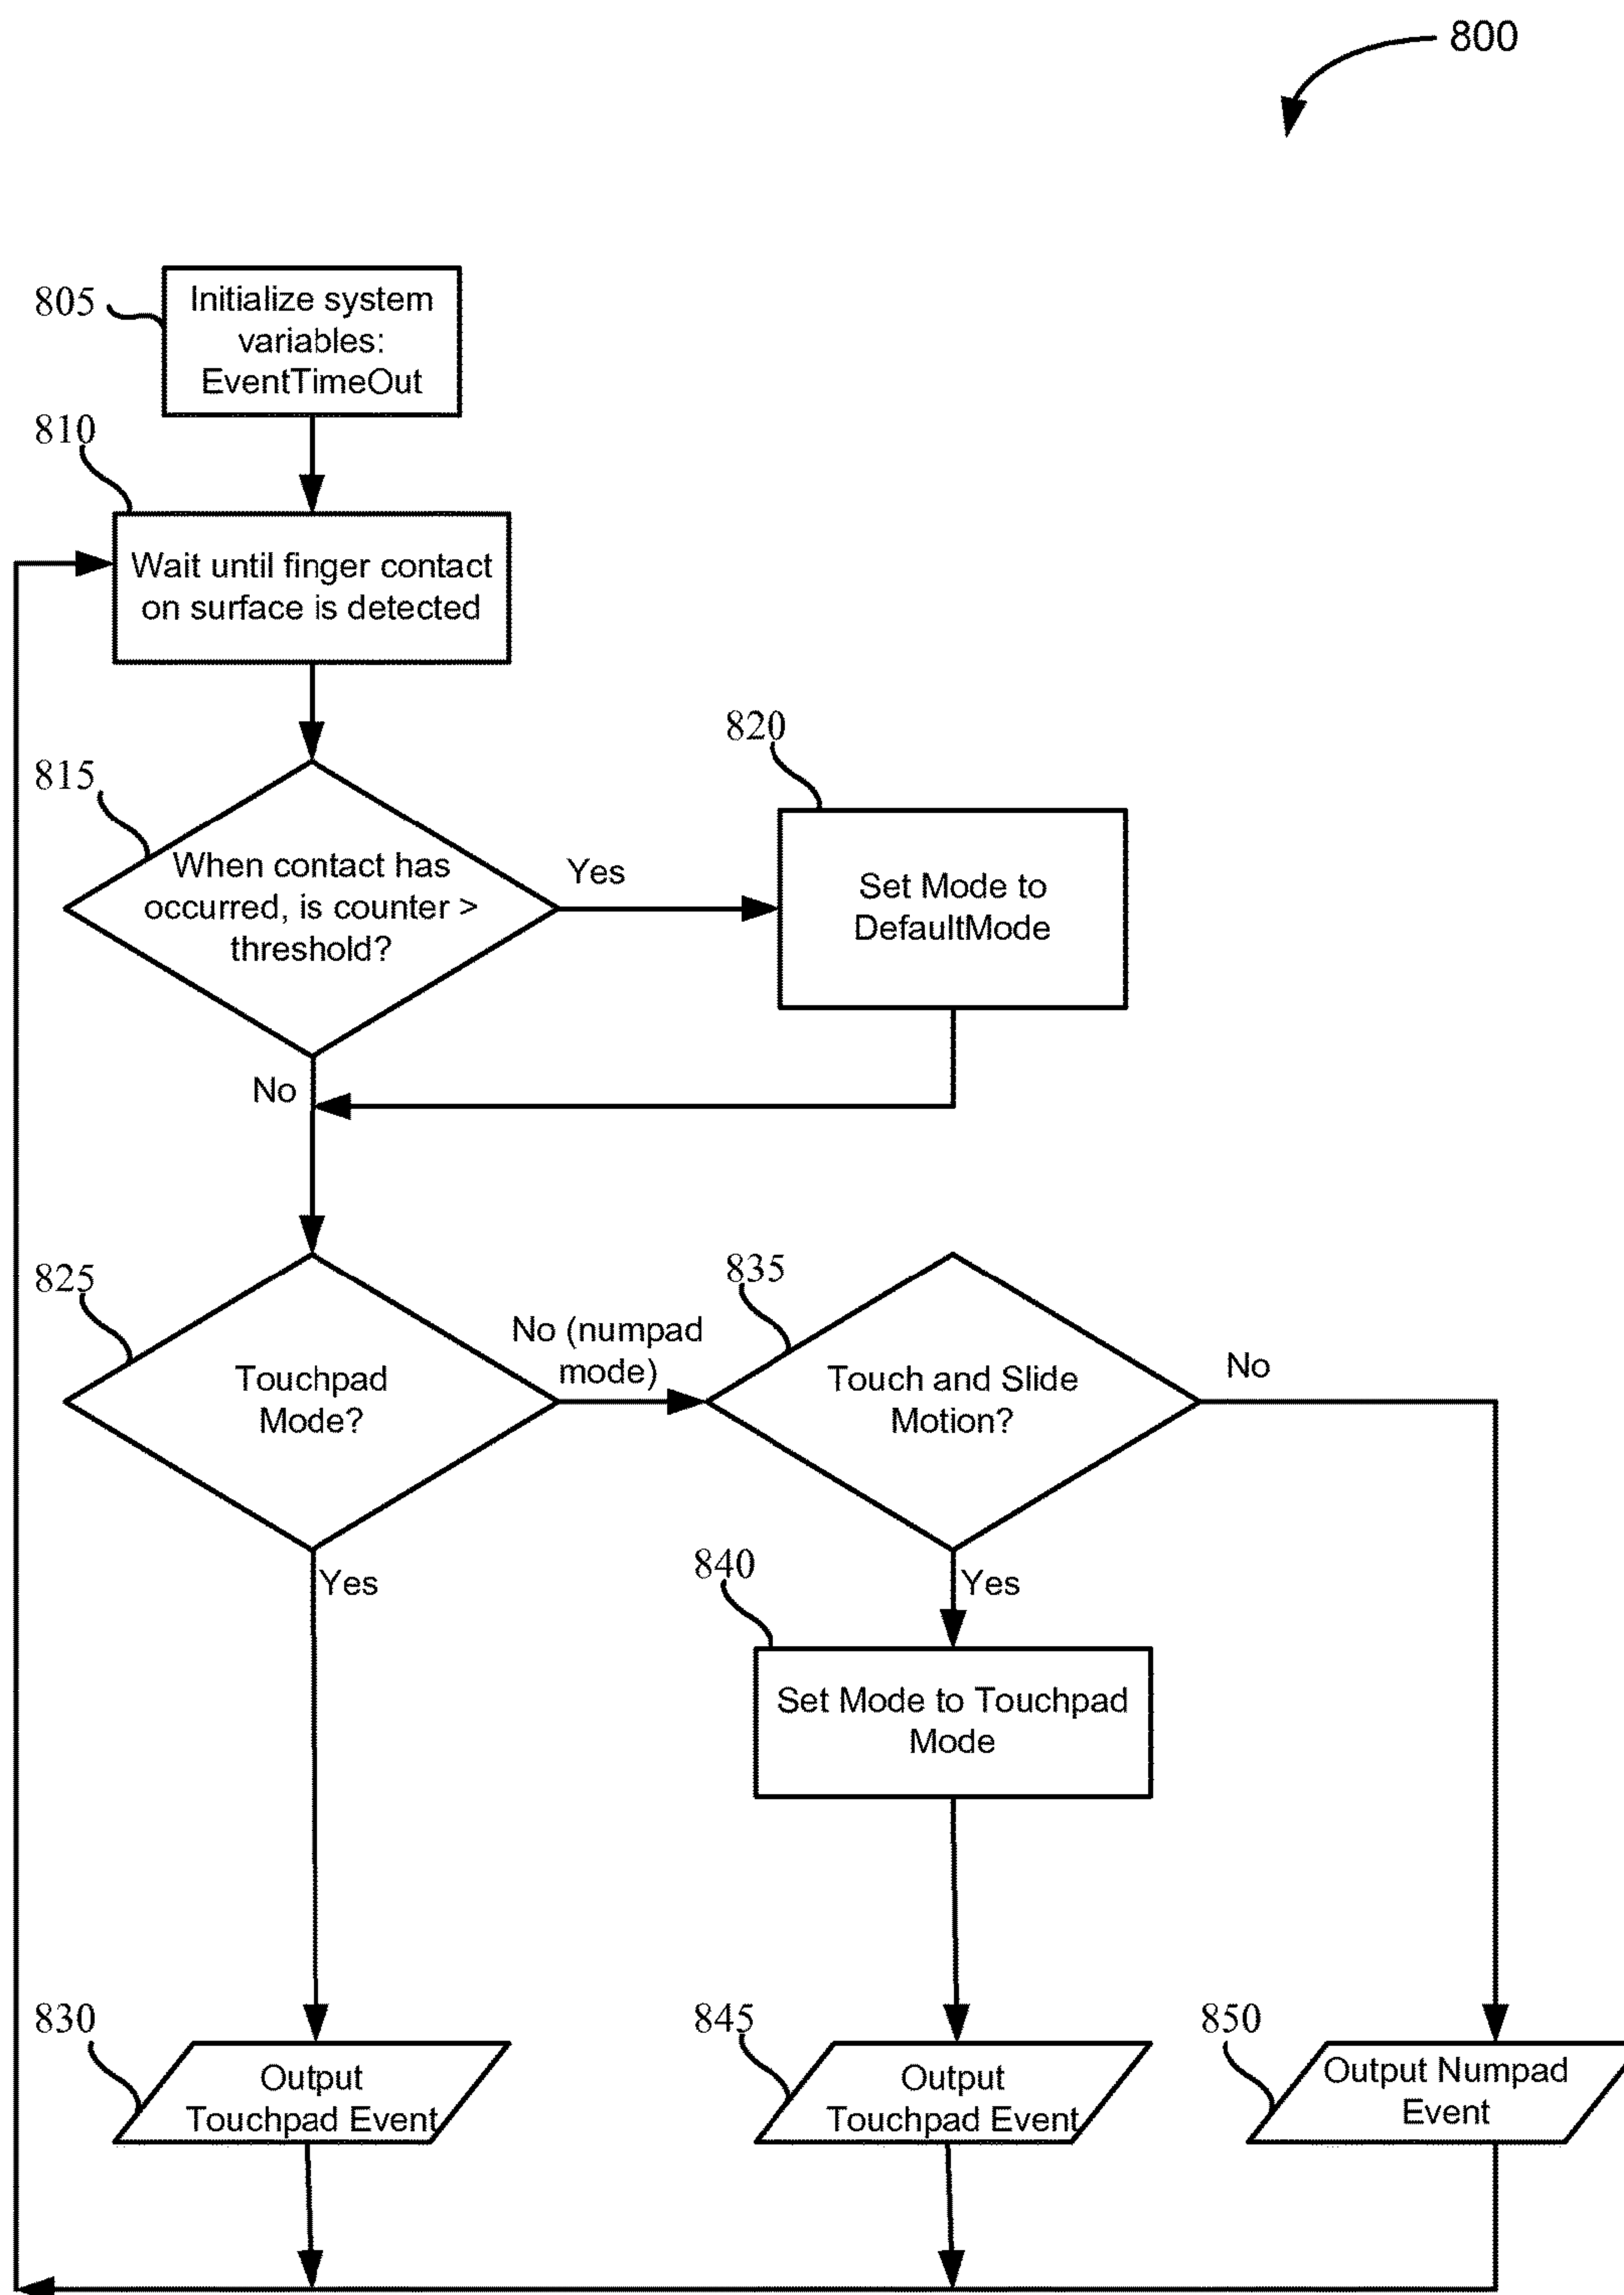 800
805
Initialize system
variables:
EventTimeOut
810
Wait until finger contact
on surface is detected
815
When contact has
occurred, is counter >
threshold?
Yes
820
Set Mode to
DefaultMode
No
825
Touchpad
Mode?
No (numpad
mode)
835
Touch and Slide
Motion?
No
Yes
Yes
840
Set Mode to Touchpad
Mode
830
Output
Touchpad Event
845
Output
Touchpad Event
850
Output Numpad
Event